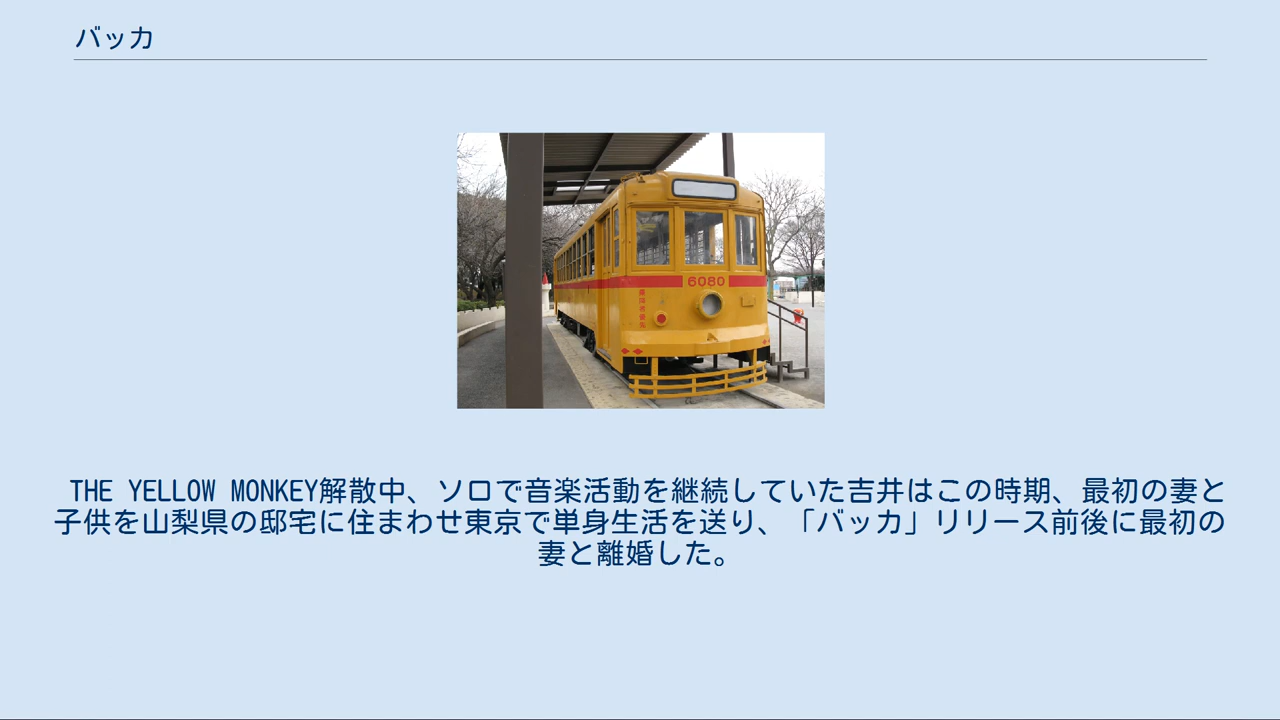 バッカ
6080
THE YELLOW MONKEY解散中、ソロで音楽活動を継続していた吉井はこの時期、最初の妻と
子供を山梨県の邸宅に住まわせ東京で単身生活を送り、「バッカ」リリース前後に最初の
妻と離婚した。